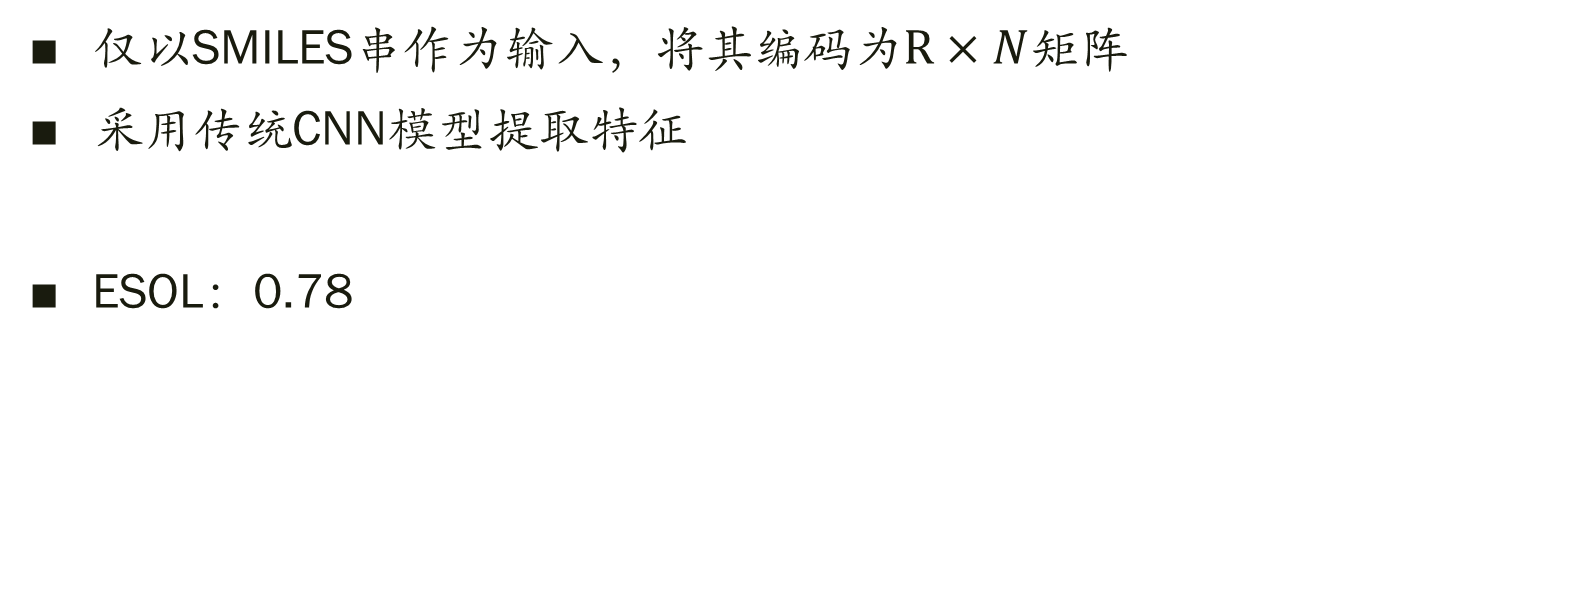 ■ 仅以SMILES串作为输入，将其编码为R × N矩阵
■ 采用传统CNN模型提取特征
■ ESOL：0.78